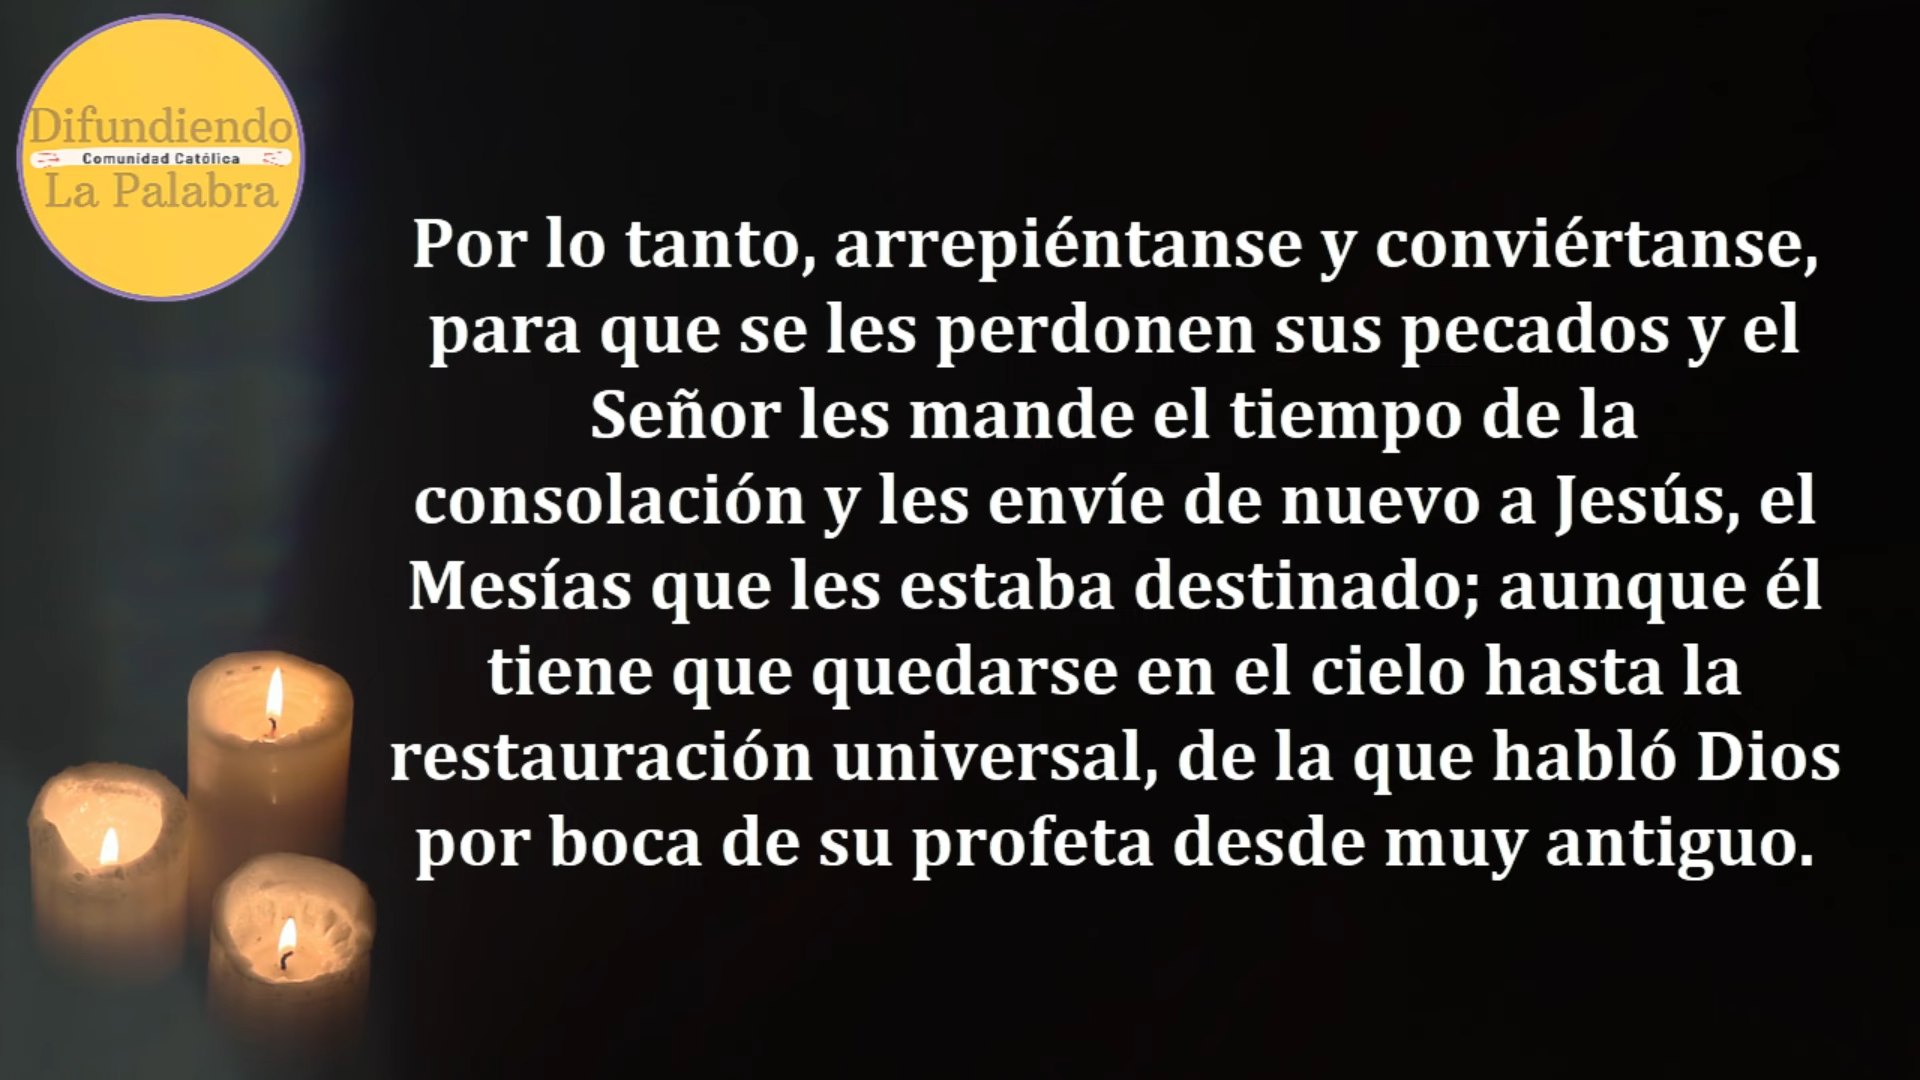 Difundiendo
Comunidad Católica
La Palabra
Por lo tanto, arrepiéntanse y conviértanse,
para que se les perdonen sus pecados y el
Señor les mande el tiempo de la
consolación y les envíe de nuevo a Jesús, el
Mesías que les estaba destinado; aunque él
tiene que quedarse en el cielo hasta la
restauración universal, de la que habló Dios
por boca de su profeta desde muy antiguo.